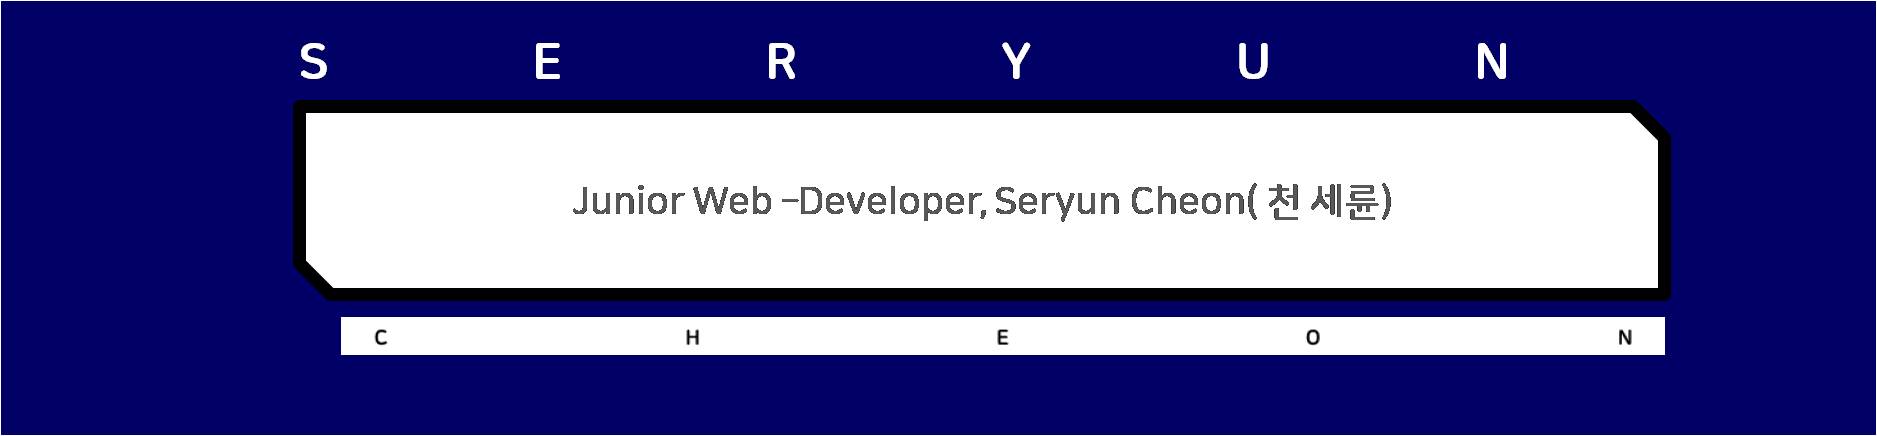 S E R Y U N
Junior Web -Developer, Seryun Cheon( 천 세륜)
C H E O N